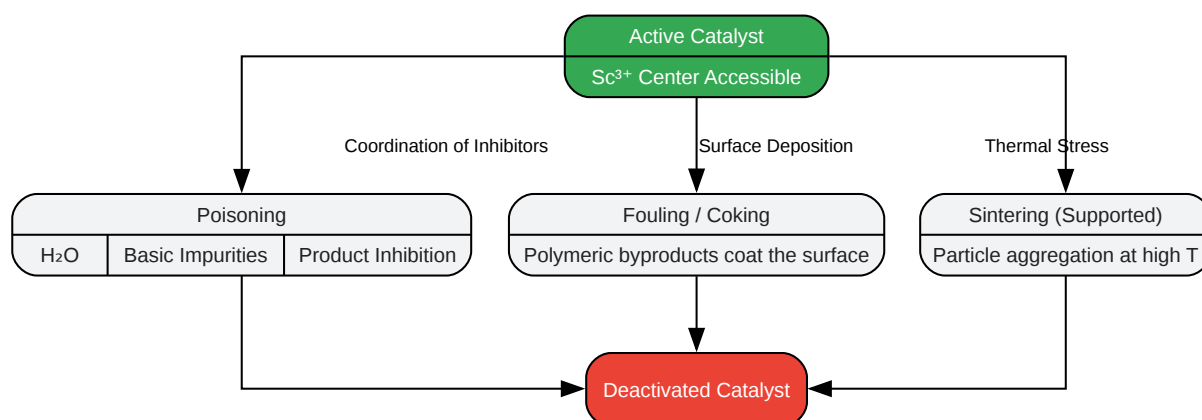 Active Catalyst
Sc³⁺ Center Accessible
Coordination of Inhibitors
Surface Deposition
Thermal Stress
Poisoning
H₂O
Basic Impurities
Product Inhibition
Fouling / Coking
Polymeric byproducts coat the surface
Sintering (Supported)
Particle aggregation at high T
Deactivated Catalyst